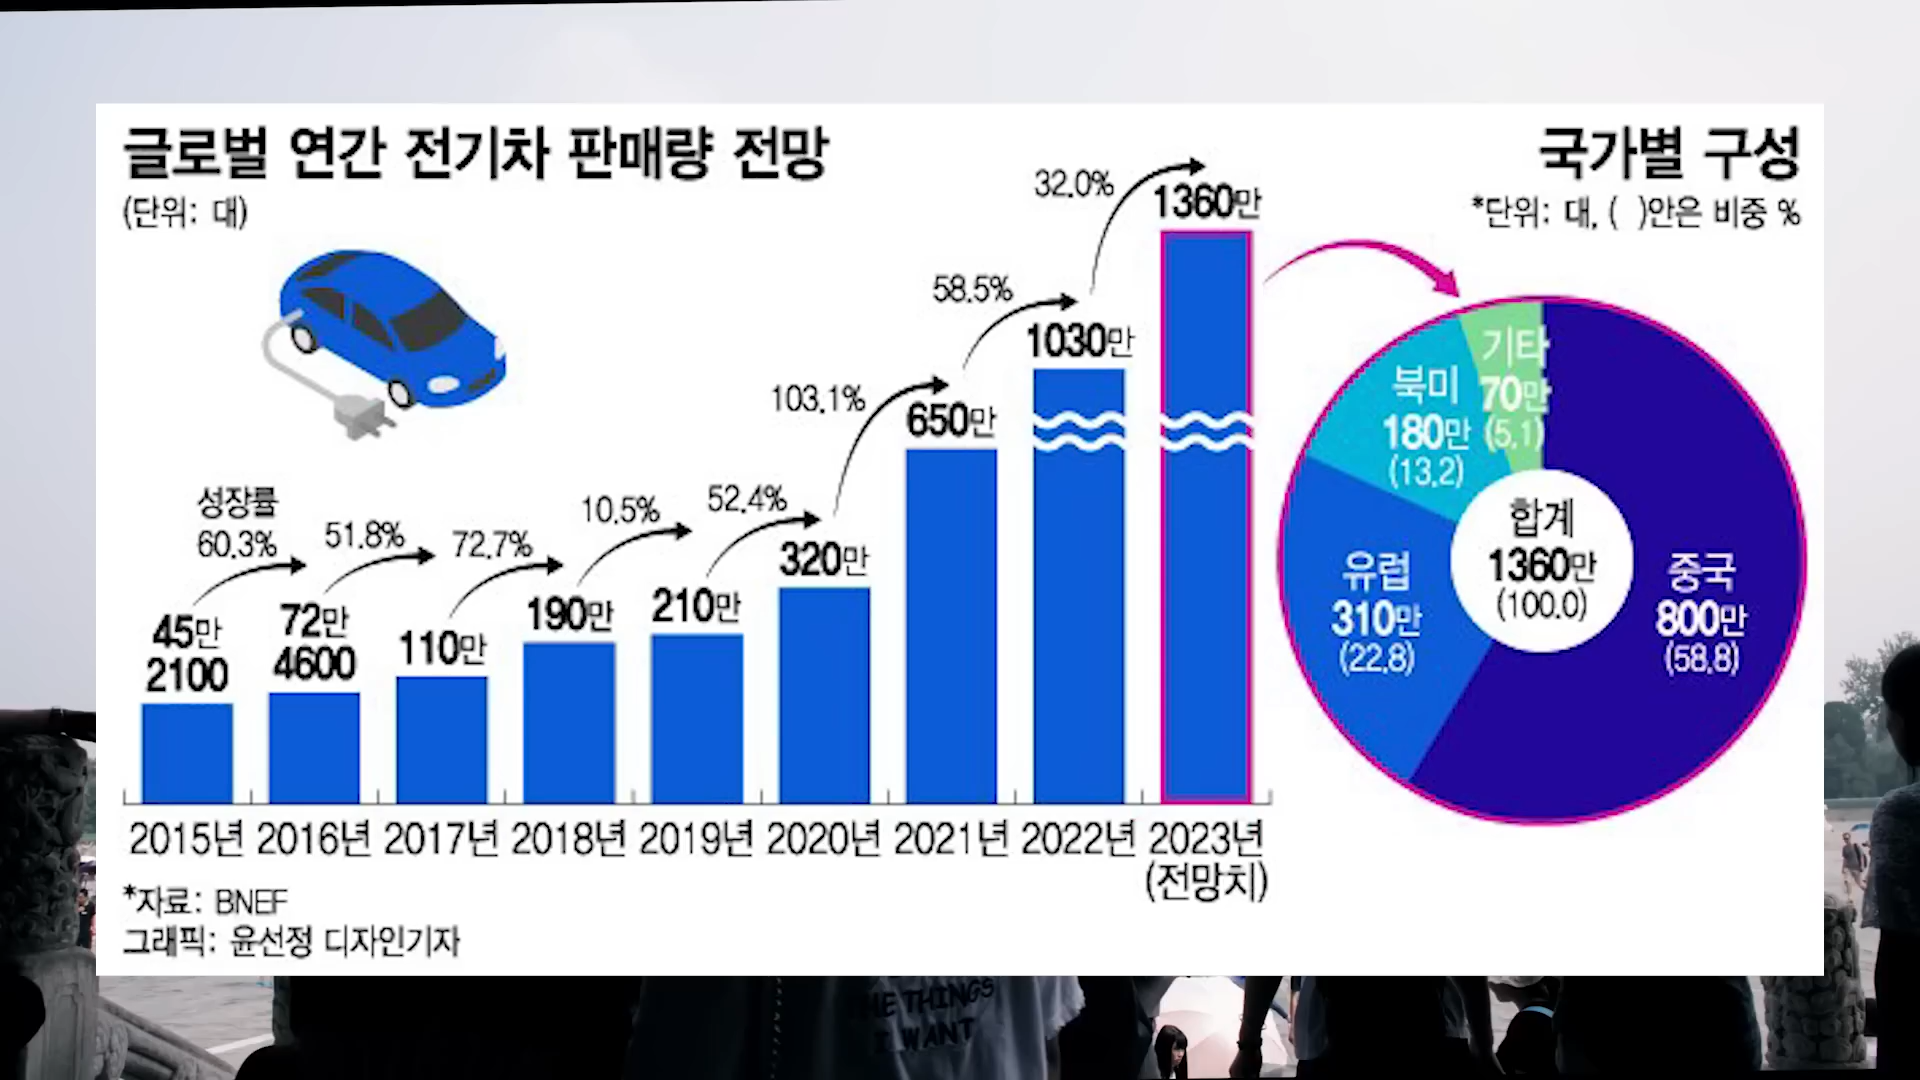 글로벌 연간 전기차 판매량 전망
(단위: 대)
국가별 구성
*단위: 대, ( )안은 비중 %
성장률
60.3%
51.8%
72.7%
10.5%
52.4%
103.1%
58.5%
32.0%
45만
2100
72만
4600
110만
190만
210만
320만
650만
1030만
1360만
2015년
2016년
2017년
2018년
2019년
2020년
2021년
2022년
2023년
(전망치)
기타
70만
(5.1)
북미
180만
(13.2)
유럽
310만
(22.8)
합계
1360만
(100.0)
중국
800만
(58.8)
*자료: BNEF
그래픽: 윤선정 디자인기자
THINGS
I WANT